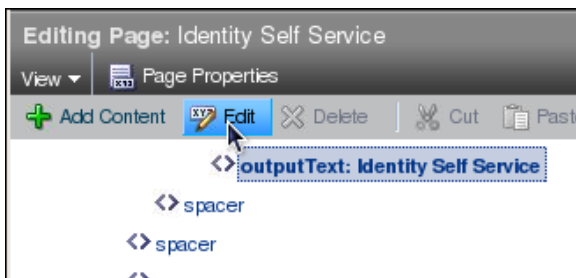 Editing Page: Identity Self Service
View Page Properties
Add Content Edit Delete Cut Paste
<> outputText: Identity Self Service
<> spacer
<> spacer